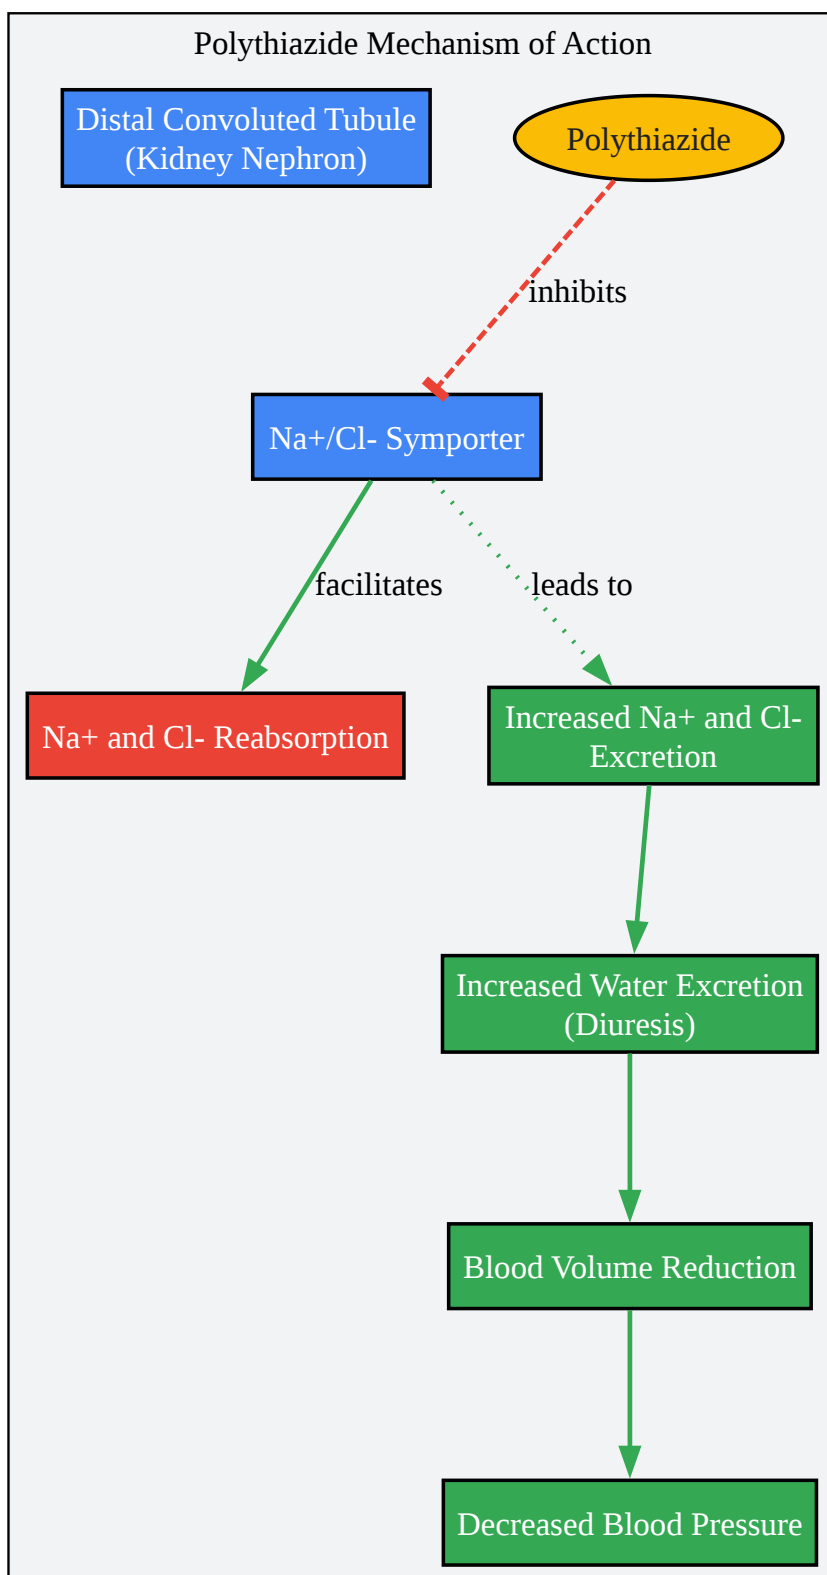 Polythiazide Mechanism of Action
Distal Convoluted Tubule
(Kidney Nephron)
Polythiazide
inhibits
Na+/Cl- Symporter
facilitates
leads to
Na+ and Cl- Reabsorption
Increased Na+ and Cl-
Excretion
Increased Water Excretion
(Diuresis)
Blood Volume Reduction
Decreased Blood Pressure